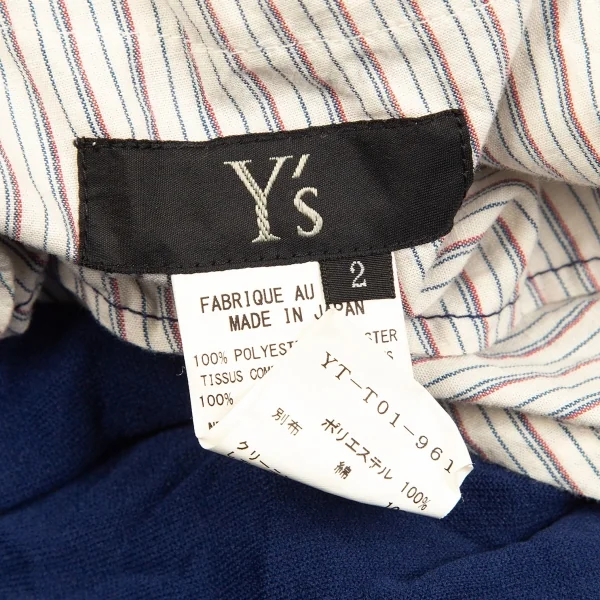 Y's
2
FABRIQUE AU
MADE IN JAPAN
100%
TISSUS
100%
YT-T01-961
ポリエステル 100%
別布 綿 100%